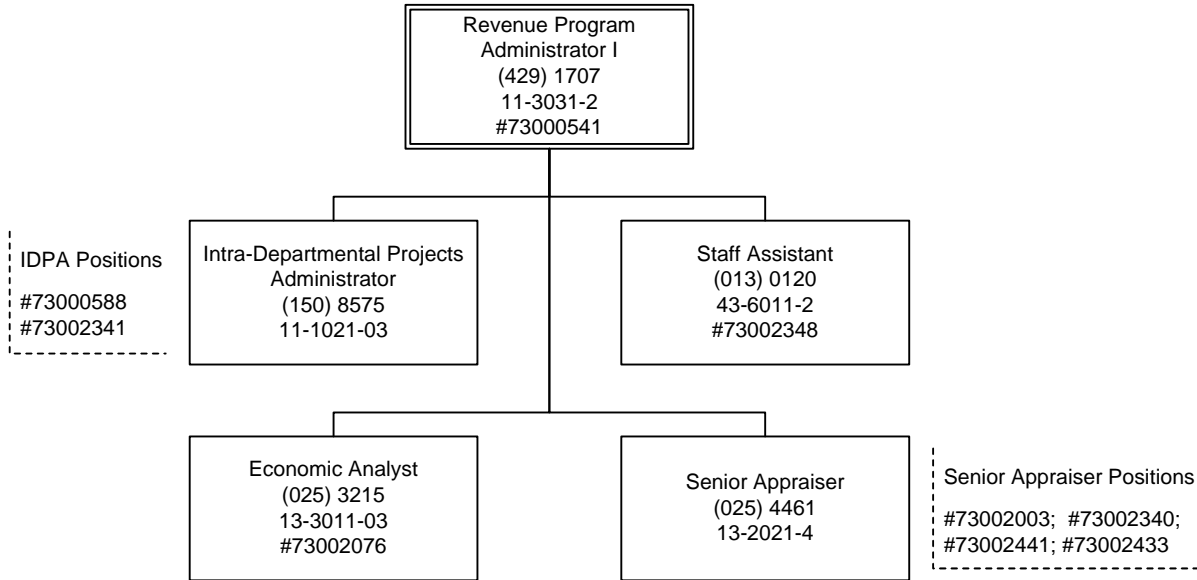 Revenue Program
Administrator I
(429) 1707
11-3031-2
#73000541
IDPA Positions
#73000588
#73002341
Intra-Departmental Projects
Administrator
(150) 8575
11-1021-03
Staff Assistant
(013) 0120
43-6011-2
#73002348
Economic Analyst
(025) 3215
13-3011-03
#73002076
Senior Appraiser
(025) 4461
13-2021-4
Senior Appraiser Positions
#73002003;  #73002340;
#73002441; #73002433